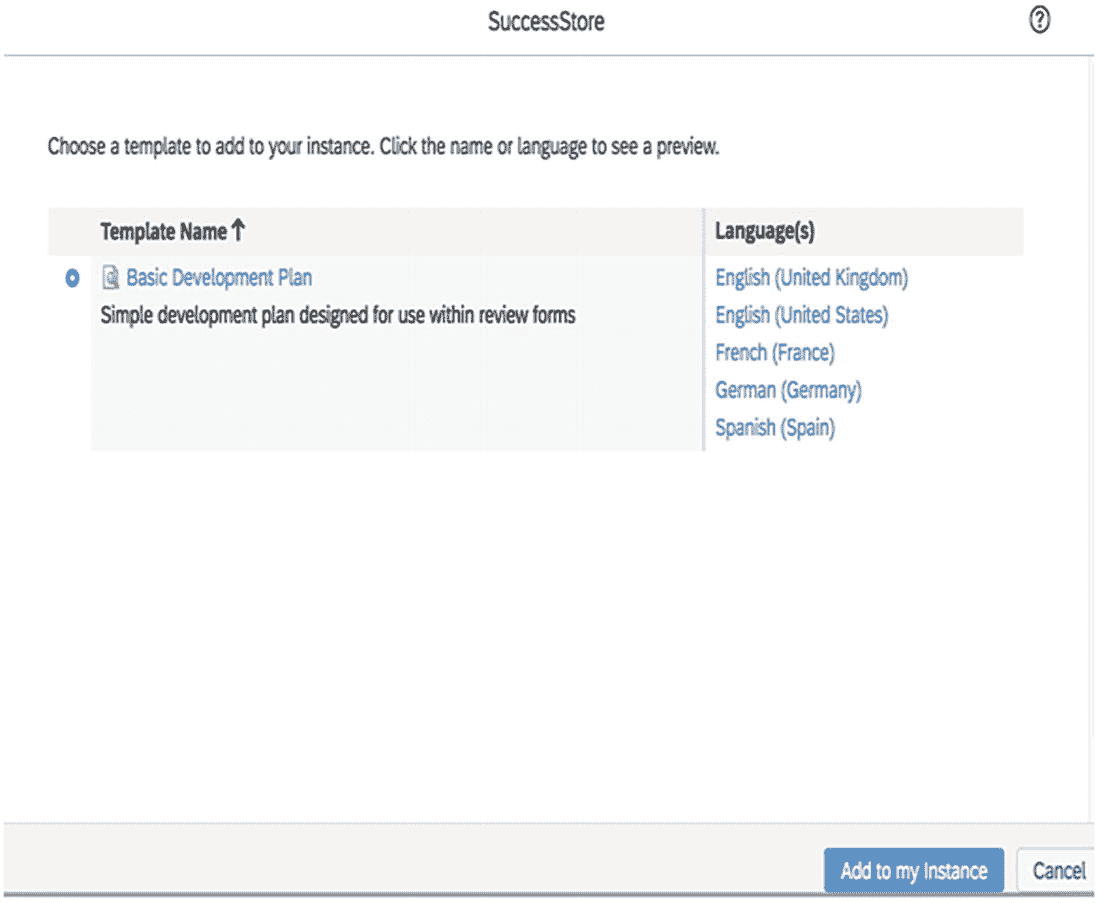 SuccessStore
Choose a template to add to your instance. Click the name or language to see a preview.
Template Name↑ Language(s)
Basic Development Plan English (United Kingdom)
Simple development plan designed for use within review forms English (United States)
French (France)
German (Germany)
Spanish (Spain)
Add to my Instance Cancel